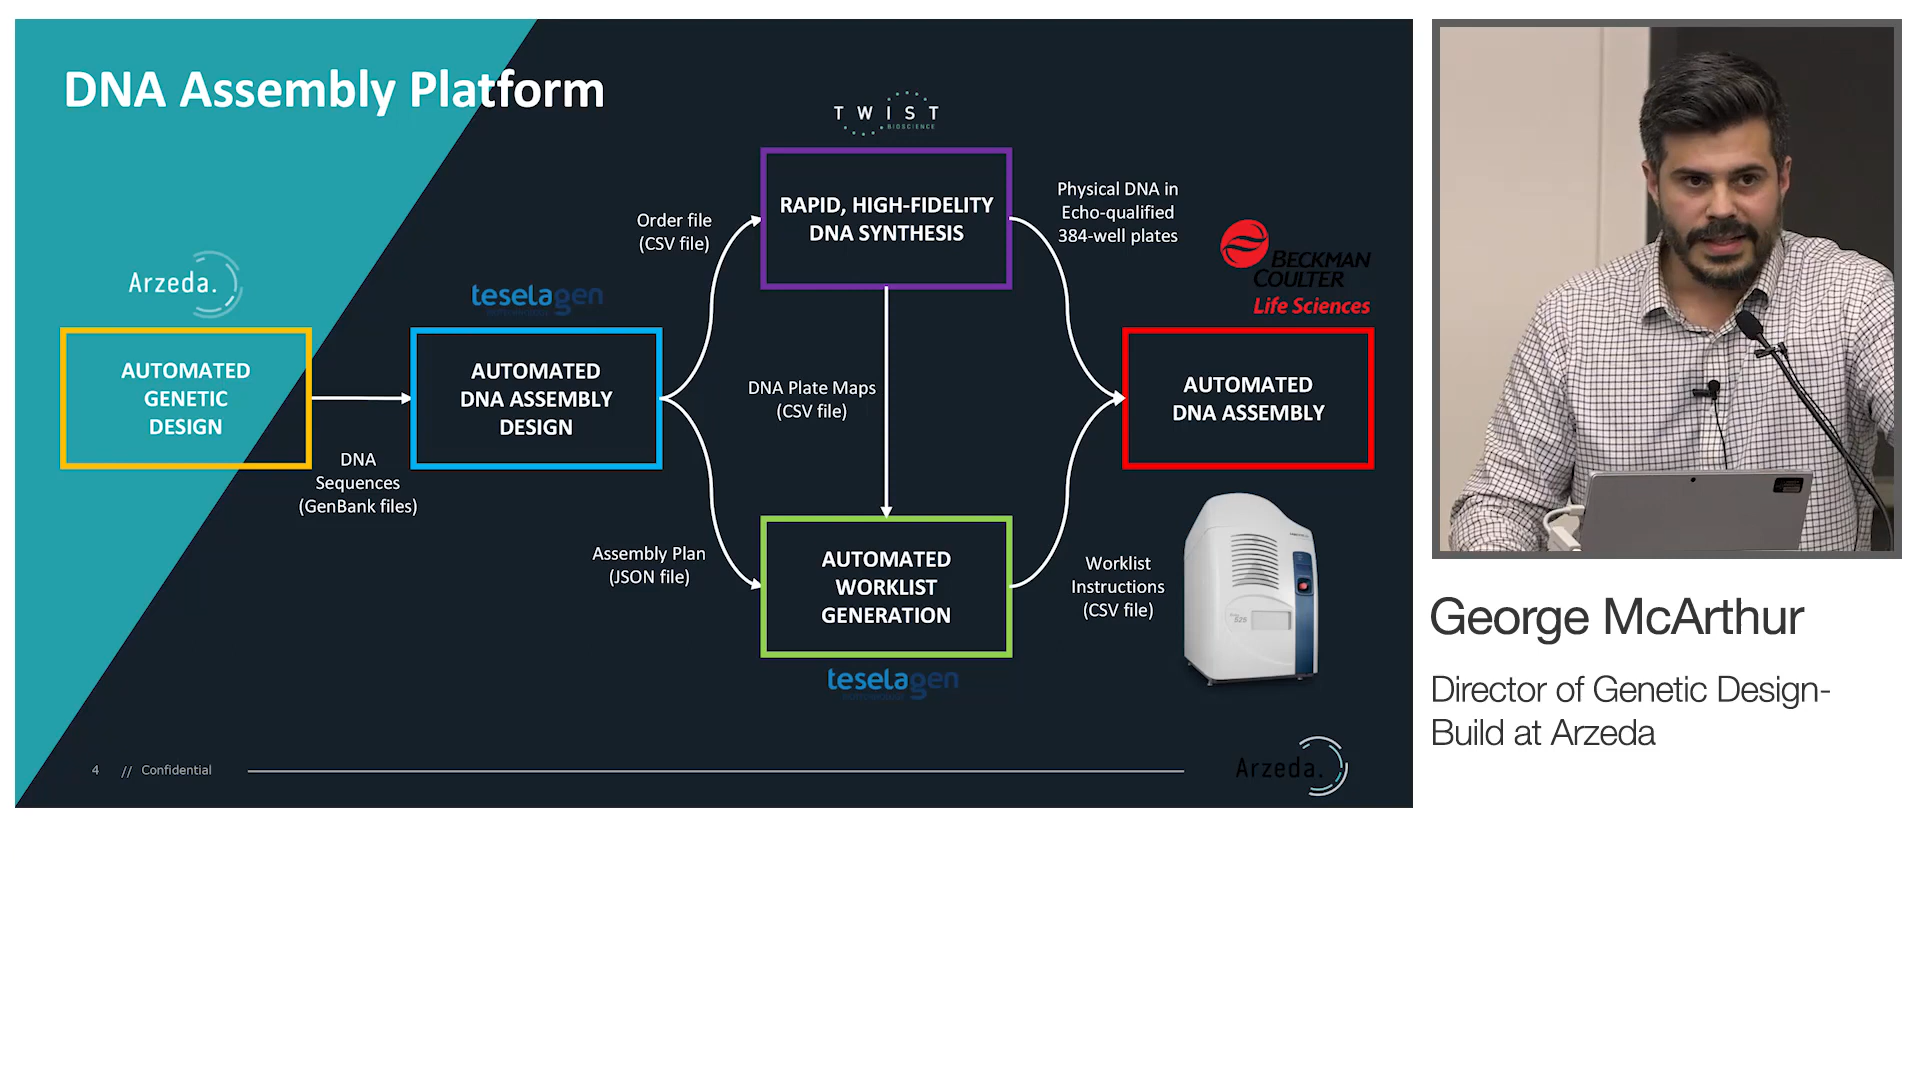 DNA Assembly Platform
TWIST
BIOSCIENCE
RAPID, HIGH-FIDELITY
DNA SYNTHESIS
Order file
(CSV file)
Physical DNA in
Echo-qualified
384-well plates
BECKMAN
COULTER
Life Sciences
Arzeda.
teselagen
AUTOMATED
GENETIC
DESIGN
AUTOMATED
DNA ASSEMBLY
DESIGN
DNA Plate Maps
(CSV file)
AUTOMATED
DNA ASSEMBLY
DNA
Sequences
(GenBank files)
Assembly Plan
(JSON file)
AUTOMATED
WORKLIST
GENERATION
Worklist
Instructions
(CSV file)
525
teselagen
4 // Confidential
Arzeda.
George McArthur
Director of Genetic Design-
Build at Arzeda